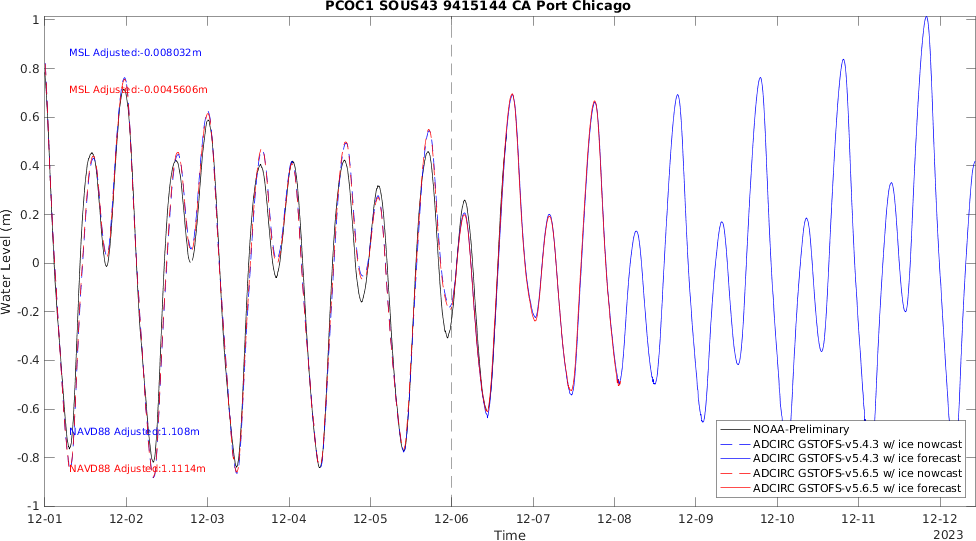 PCOC1 SOUS43 9415144 CA Port Chicago
MSL Adjusted:-0.008032m
MSL Adjusted:-0.0045606m
NAVD88 Adjusted:1.108m
NAVD88 Adjusted:1.1114m
Water Level (m)
1
0.8
0.6
0.4
0.2
0
-0.2
-0.4
-0.6
-0.8
-1
NOAA-Preliminary
ADCIRC GSTOFS-v5.4.3 w/ ice nowcast
ADCIRC GSTOFS-v5.4.3 w/ ice forecast
ADCIRC GSTOFS-v5.6.5 w/ ice nowcast
ADCIRC GSTOFS-v5.6.5 w/ ice forecast
12-01 12-02 12-03 12-04 12-05 12-06 12-07 12-08 12-09 12-10 12-11 12-12
Time
2023